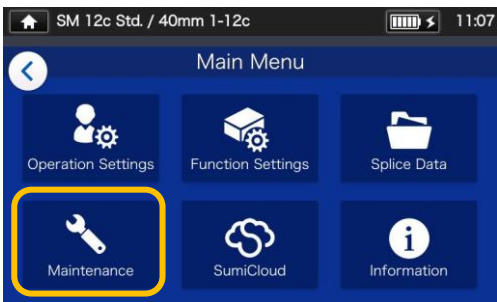 SM 12c Std. / 40mm 1-12c 11:07
Main Menu
Operation Settings Function Settings Splice Data
Maintenance SumiCloud Information